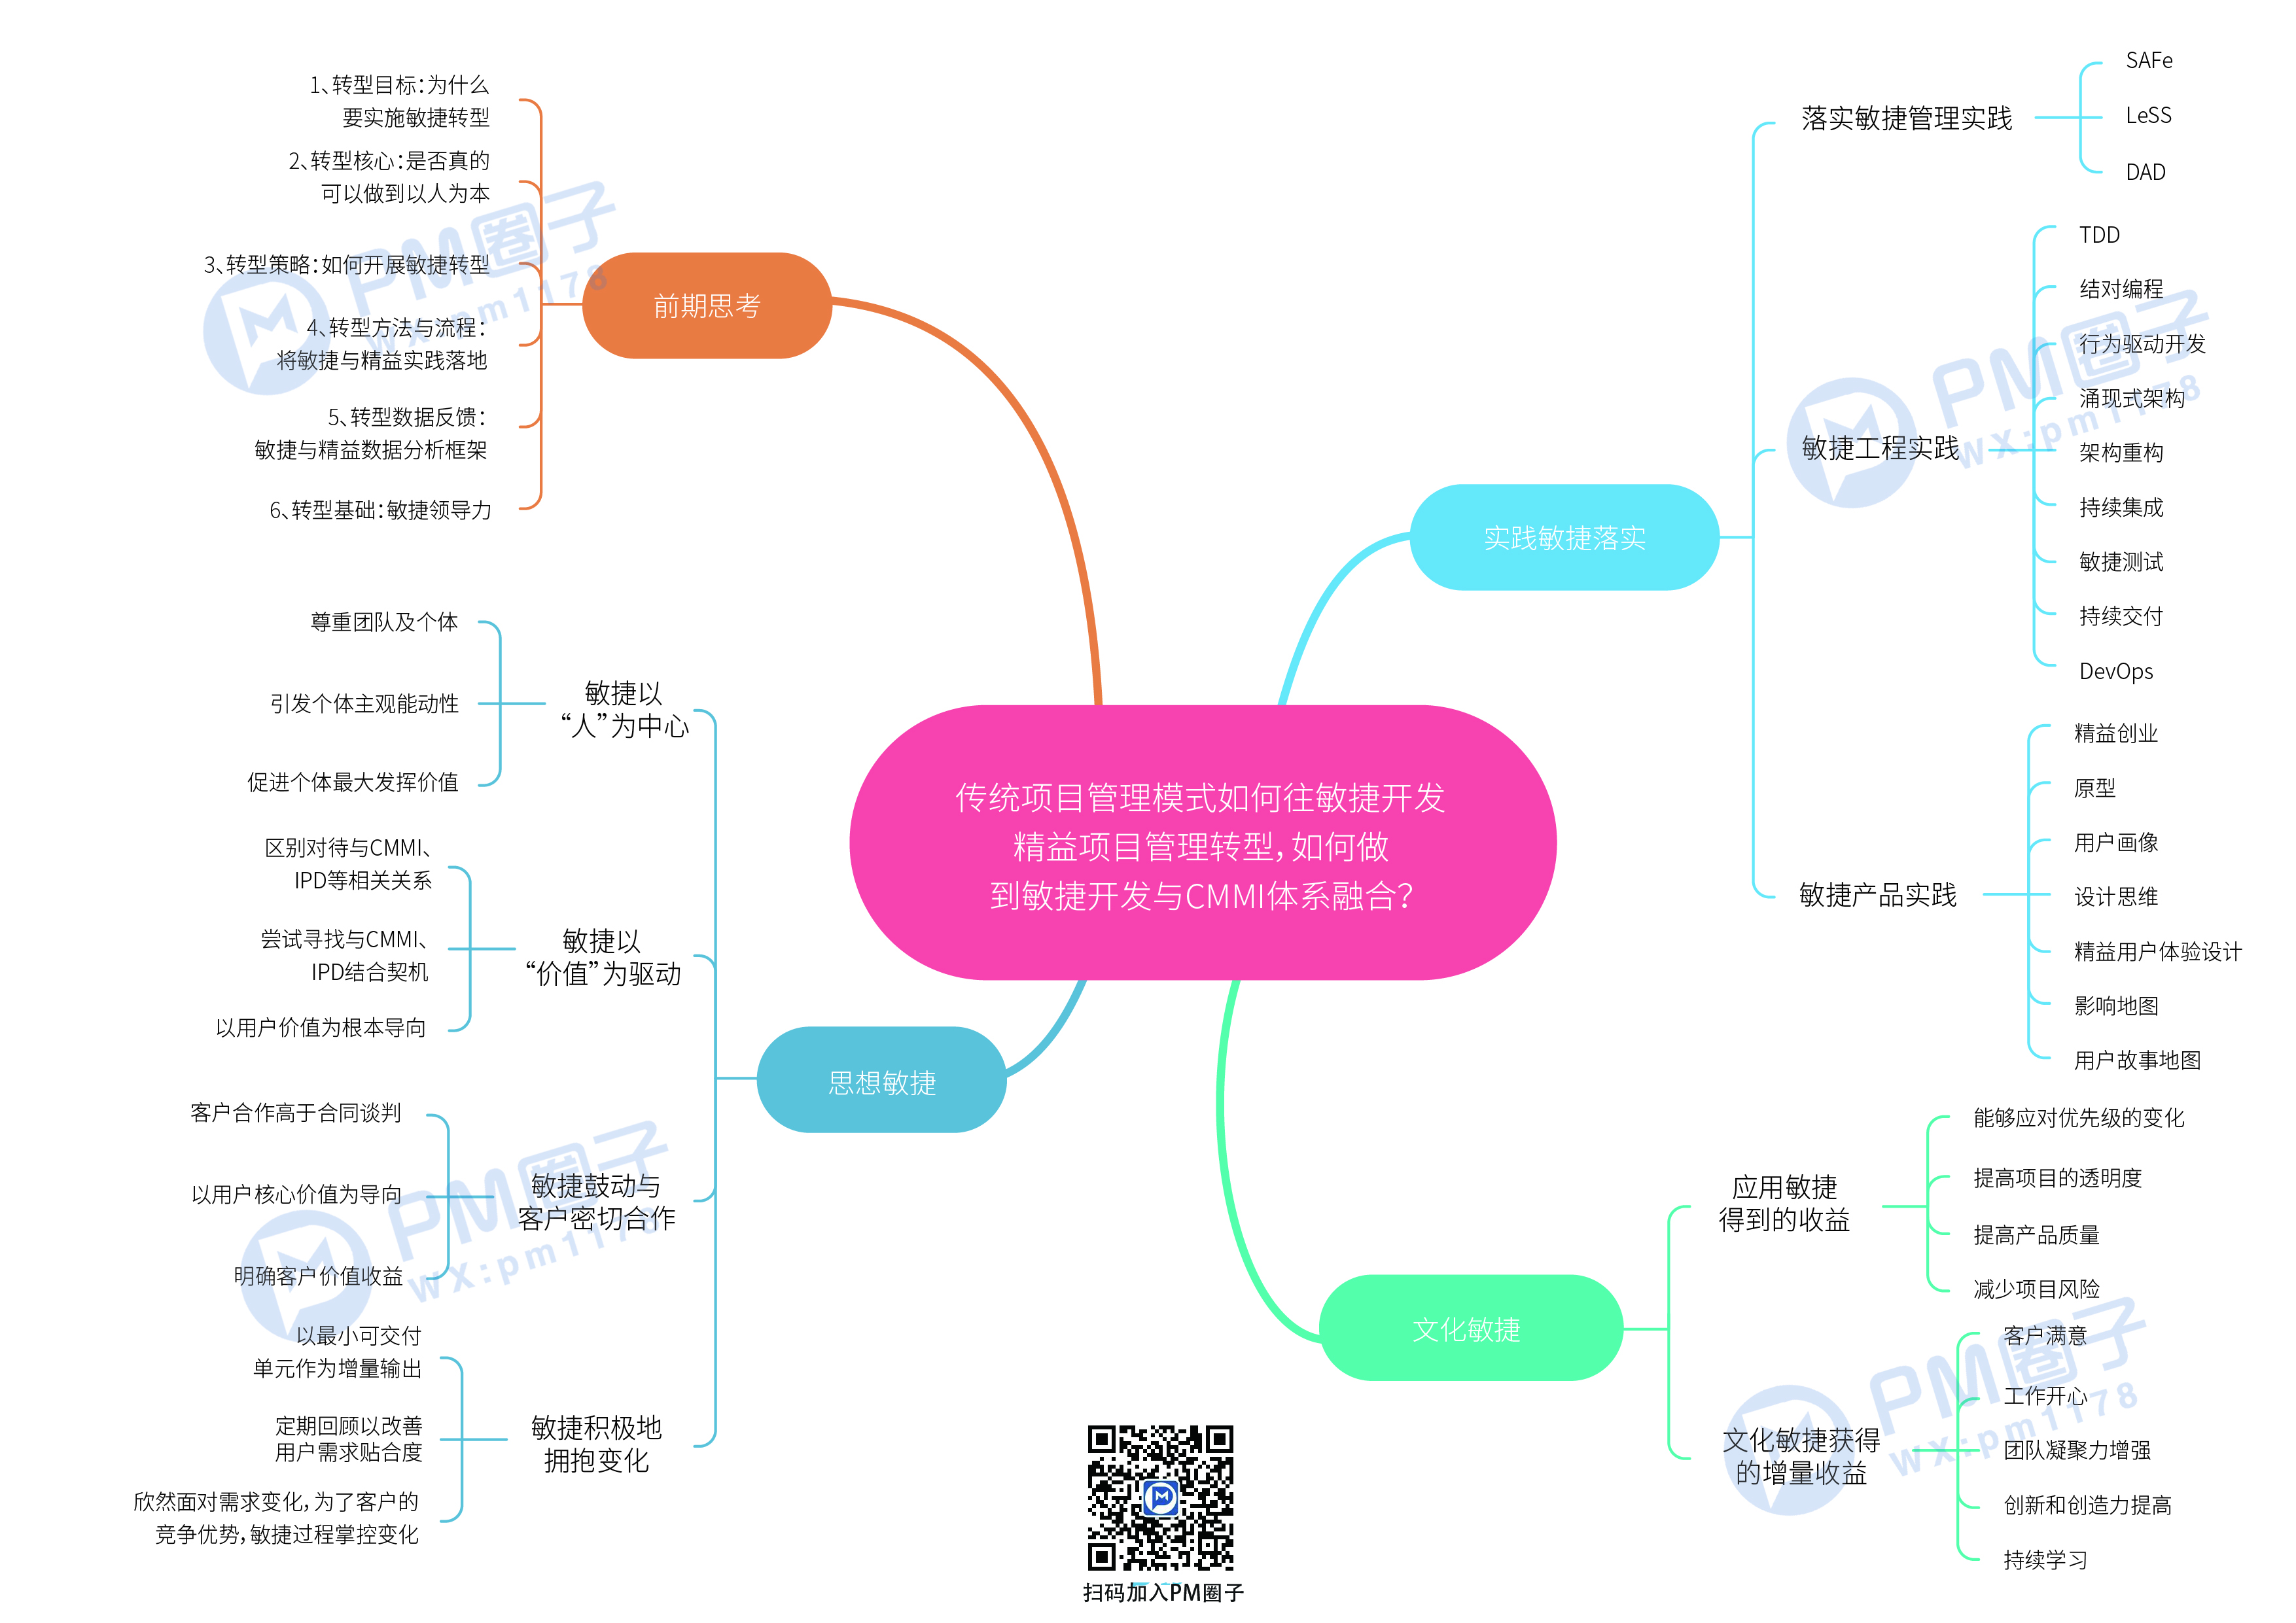 传统项目管理模式如何往敏捷开发
精益项目管理转型，如何做
到敏捷开发与CMMI体系融合？
前期思考
1、转型目标：为什么
要实施敏捷转型
2、转型核心：是否真的
可以做到以人为本
3、转型策略：如何开展敏捷转型
4、转型方法与流程：
将敏捷与精益实践落地
5、转型数据反馈：
敏捷与精益数据分析框架
6、转型基础：敏捷领导力
思想敏捷
敏捷以
“人”为中心
尊重团队及个体
引发个体主观能动性
促进个体最大发挥价值
敏捷以
“价值”为驱动
区别对待与CMMI、
IPD等相关关系
尝试寻找与CMMI、
IPD结合契机
以用户价值为根本导向
敏捷鼓动与
客户密切合作
客户合作高于合同谈判
以用户核心价值为导向
明确客户价值收益
敏捷积极地
拥抱变化
以最小可交付
单元作为增量输出
定期回顾以改善
用户需求贴合度
欣然面对需求变化，为了客户的
竞争优势，敏捷过程掌控变化
实践敏捷落实
落实敏捷管理实践
SAFe
LeSS
DAD
敏捷工程实践
TDD
结对编程
行为驱动开发
涌现式架构
架构重构
持续集成
敏捷测试
持续交付
DevOps
敏捷产品实践
精益创业
原型
用户画像
设计思维
精益用户体验设计
影响地图
用户故事地图
文化敏捷
应用敏捷
得到的收益
能够应对优先级的变化
提高项目的透明度
提高产品质量
减少项目风险
文化敏捷获得
的增量收益
客户满意
工作开心
团队凝聚力增强
创新和创造力提高
持续学习
扫码加入PM圈子
PM圈子
WX:pm1178
PM圈子
WX:pm1178
PM圈子
WX:pm1178
PM圈子
WX:pm1178